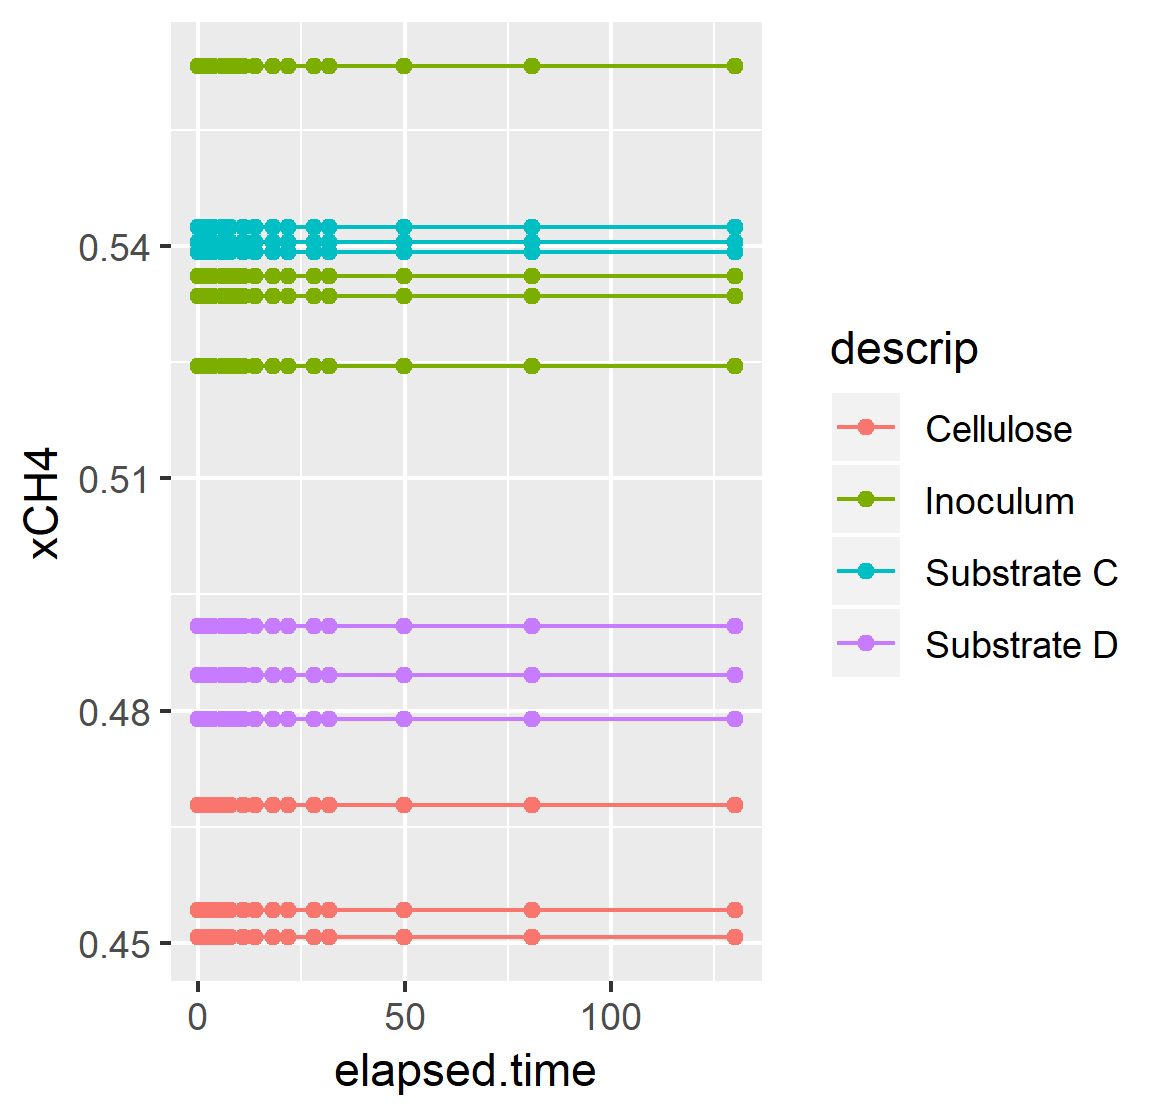 xCH4
0.54
0.51
0.48
0.45
0 50 100
elapsed.time
descrip
Cellulose
Inoculum
Substrate C
Substrate D